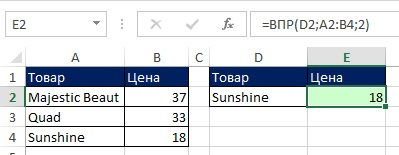 E2 =ВПР(D2;A2:B4;2)
A B C D E
1 Товар Цена Товар Цена
2 Majestic Beaut 37 Sunshine 18
3 Quad 33
4 Sunshine 18